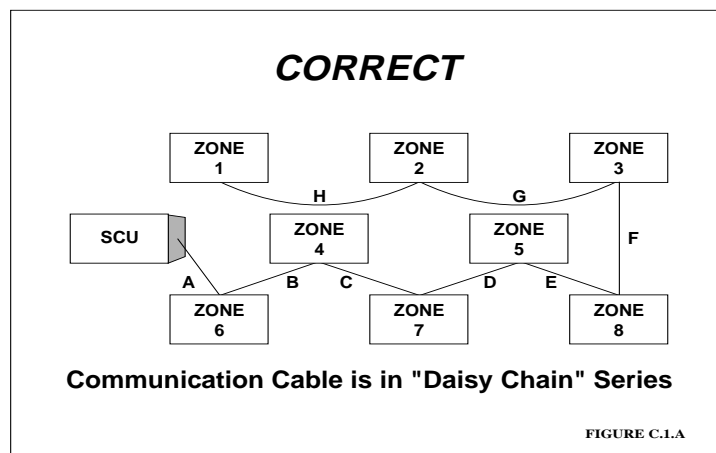 CORRECT
ZONE
1
ZONE
2
ZONE
3
H
G
SCU
ZONE
4
ZONE
5
F
A
B
C
D
E
ZONE
6
ZONE
7
ZONE
8
Communication Cable is in "Daisy Chain" Series
FIGURE C.1.A